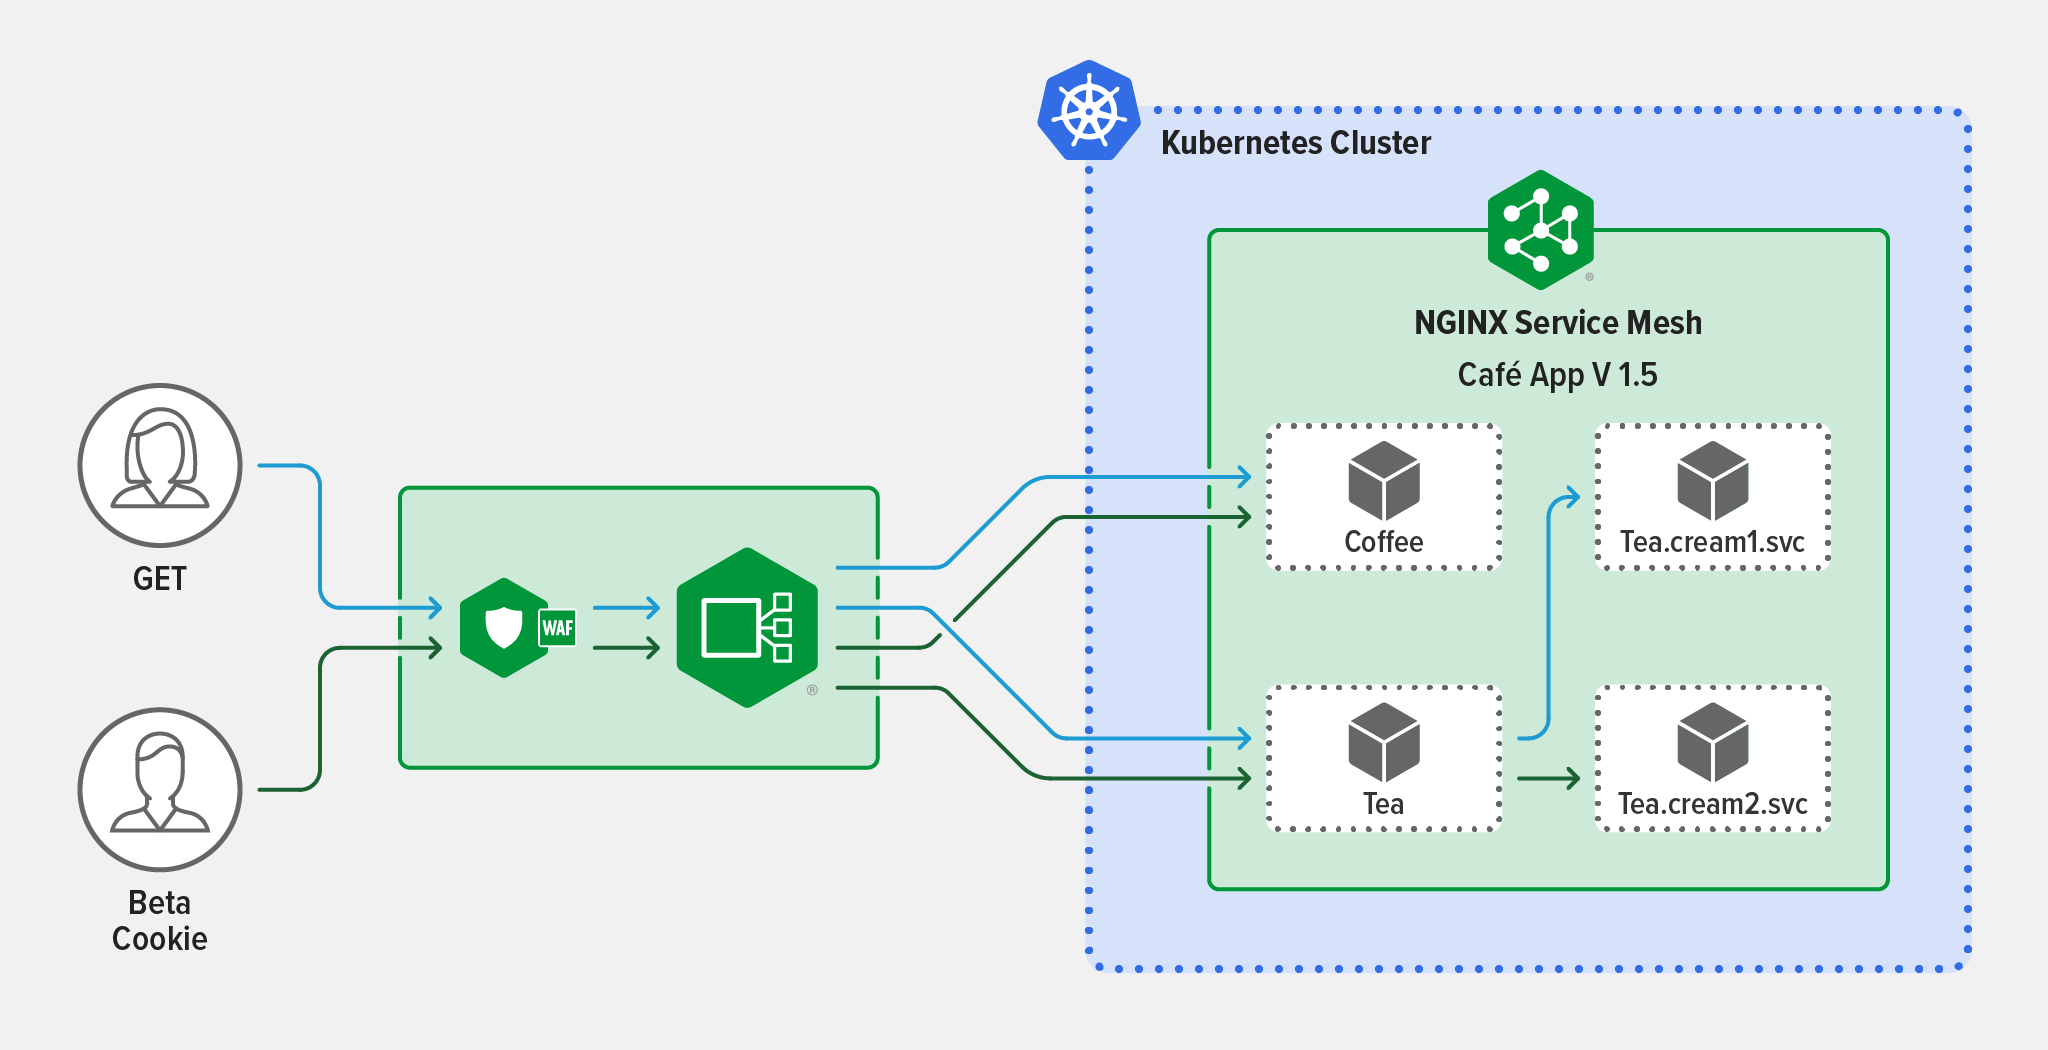 Kubernetes Cluster
®
NGINX Service Mesh
Café App V 1.5
GET
Beta
Cookie
WAF
®
Coffee
Tea.cream1.svc
Tea
Tea.cream2.svc